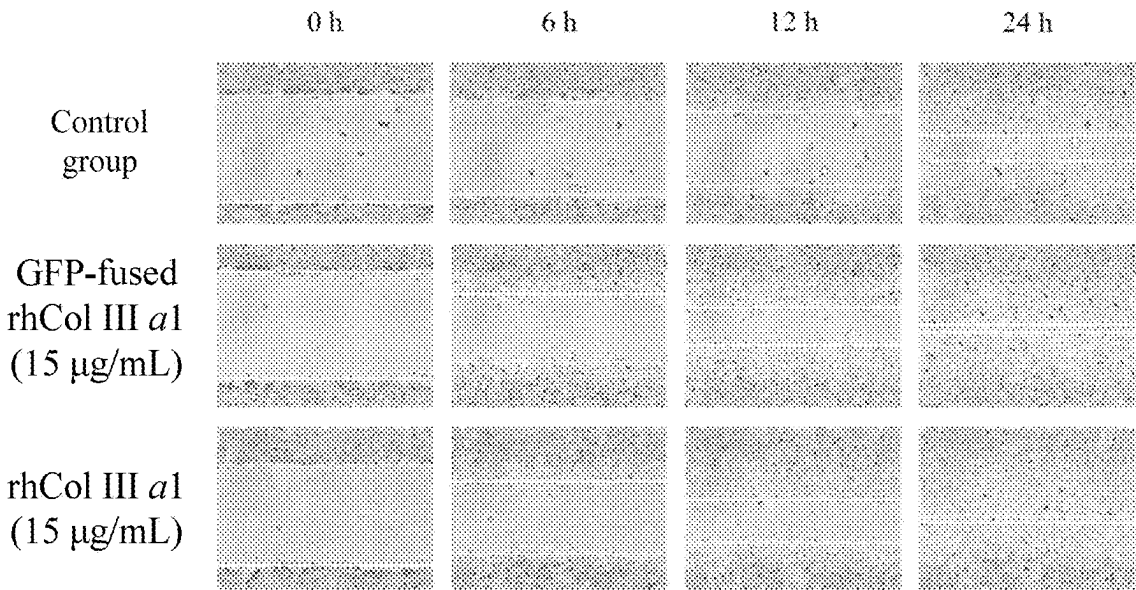 0 h 6 h 12 h 24 h
Control
group
GFP-fused
rhCol III a1
(15 μg/mL)
rhCol III a1
(15 μg/mL)